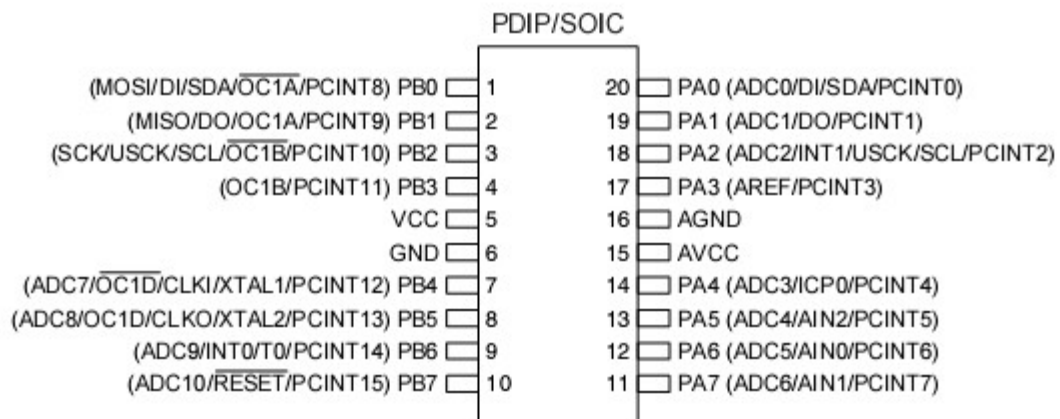 PDIP/SOIC
(MOSI/DI/SDA/OC1A/PCINT8) PB0 1 20 PA0 (ADC0/DI/SDA/PCINT0)
(MISO/DO/OC1A/PCINT9) PB1 2 19 PA1 (ADC1/DO/PCINT1)
(SCK/USCK/SCL/OC1B/PCINT10) PB2 3 18 PA2 (ADC2/INT1/USCK/SCL/PCINT2)
(OC1B/PCINT11) PB3 4 17 PA3 (AREF/PCINT3)
VCC 5 16 AGND
GND 6 15 AVCC
(ADC7/OC1D/CLKI/XTAL1/PCINT12) PB4 7 14 PA4 (ADC3/ICP0/PCINT4)
(ADC8/OC1D/CLKO/XTAL2/PCINT13) PB5 8 13 PA5 (ADC4/AIN2/PCINT5)
(ADC9/INT0/T0/PCINT14) PB6 9 12 PA6 (ADC5/AIN0/PCINT6)
(ADC10/RESET/PCINT15) PB7 10 11 PA7 (ADC6/AIN1/PCINT7)